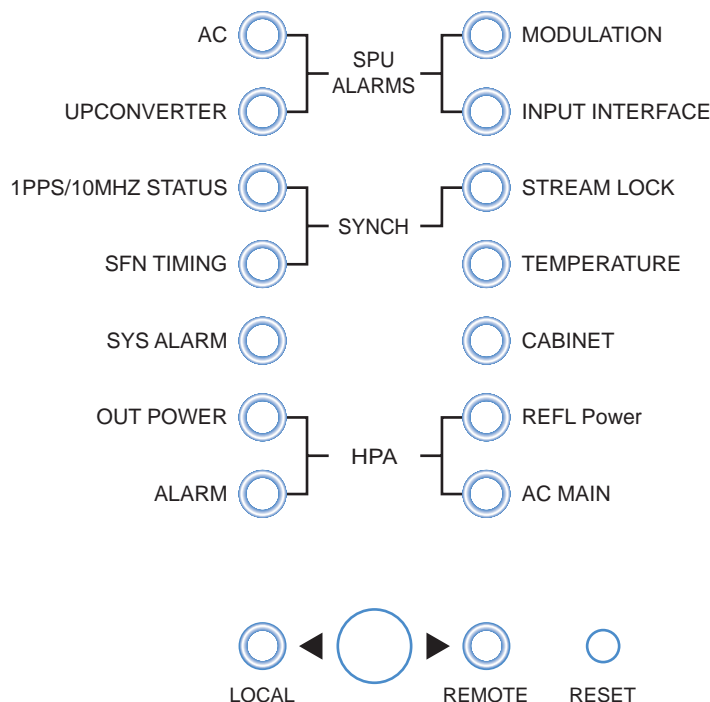 AC
SPU
ALARMS
MODULATION
UPCONVERTER
INPUT INTERFACE
1PPS/10MHZ STATUS
SYNCH
STREAM LOCK
SFN TIMING
TEMPERATURE
SYS ALARM
CABINET
OUT POWER
HPA
REFL Power
ALARM
AC MAIN
LOCAL
REMOTE
RESET